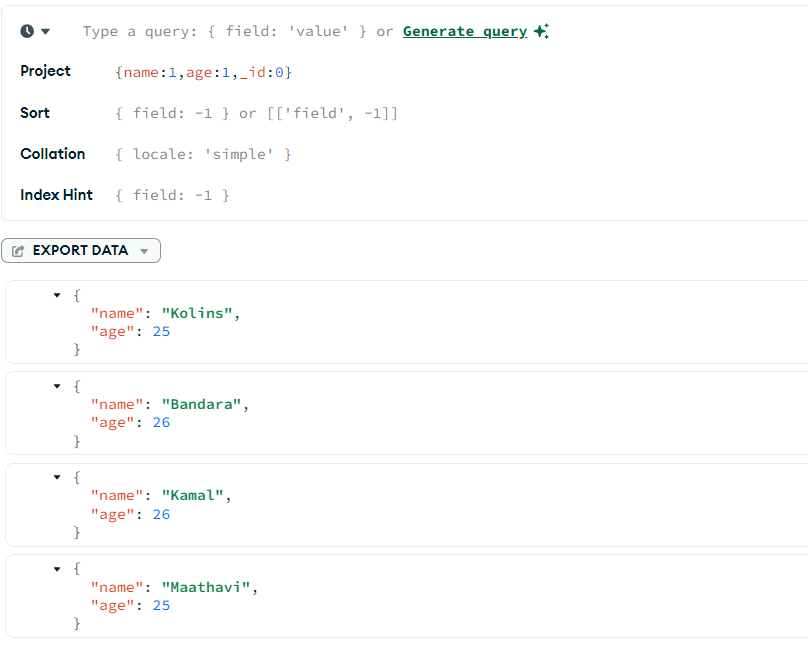 Type a query: { field: 'value' } or Generate query
Project {name:1,age:1,_id:0}
Sort { field: -1 } or [['field', -1]]
Collation { locale: 'simple' }
Index Hint { field: -1 }
EXPORT DATA
{
"name": "Kolins",
"age": 25
}
{
"name": "Bandara",
"age": 26
}
{
"name": "Kamal",
"age": 26
}
{
"name": "Maathavi",
"age": 25
}